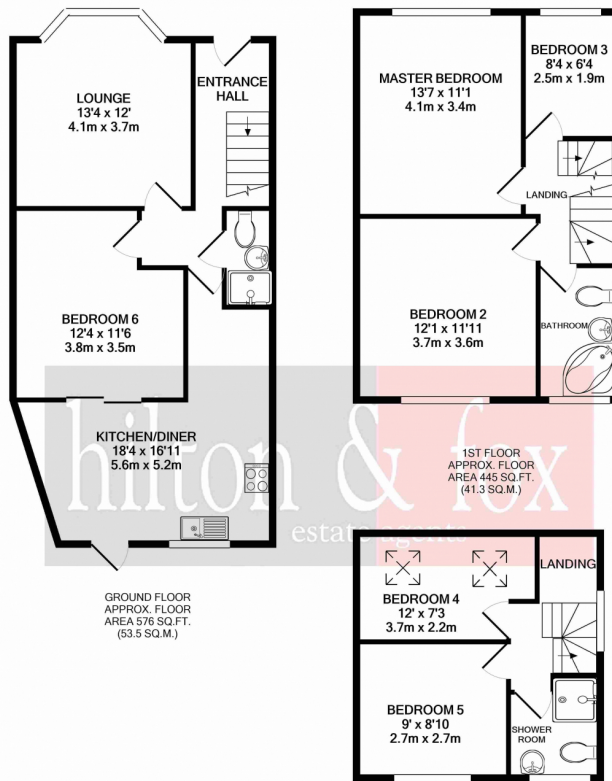 LOUNGE
13'4 x 12'
4.1m x 3.7m
ENTRANCE
HALL
BEDROOM 6
12'4 x 11'6
3.8m x 3.5m
KITCHEN/DINER
18'4 x 16'11
5.6m x 5.2m
GROUND FLOOR
APPROX. FLOOR
AREA 576 SQ.FT.
(53.5 SQ.M.)
MASTER BEDROOM
13'7 x 11'1
4.1m x 3.4m
BEDROOM 3
8'4 x 6'4
2.5m x 1.9m
LANDING
BEDROOM 2
12'1 x 11'11
3.7m x 3.6m
BATHROOM
1ST FLOOR
APPROX. FLOOR
AREA 445 SQ.FT.
(41.3 SQ.M.)
hilton & fox
estate agents
BEDROOM 4
12' x 7'3
3.7m x 2.2m
LANDING
BEDROOM 5
9' x 8'10
2.7m x 2.7m
SHOWER
ROOM